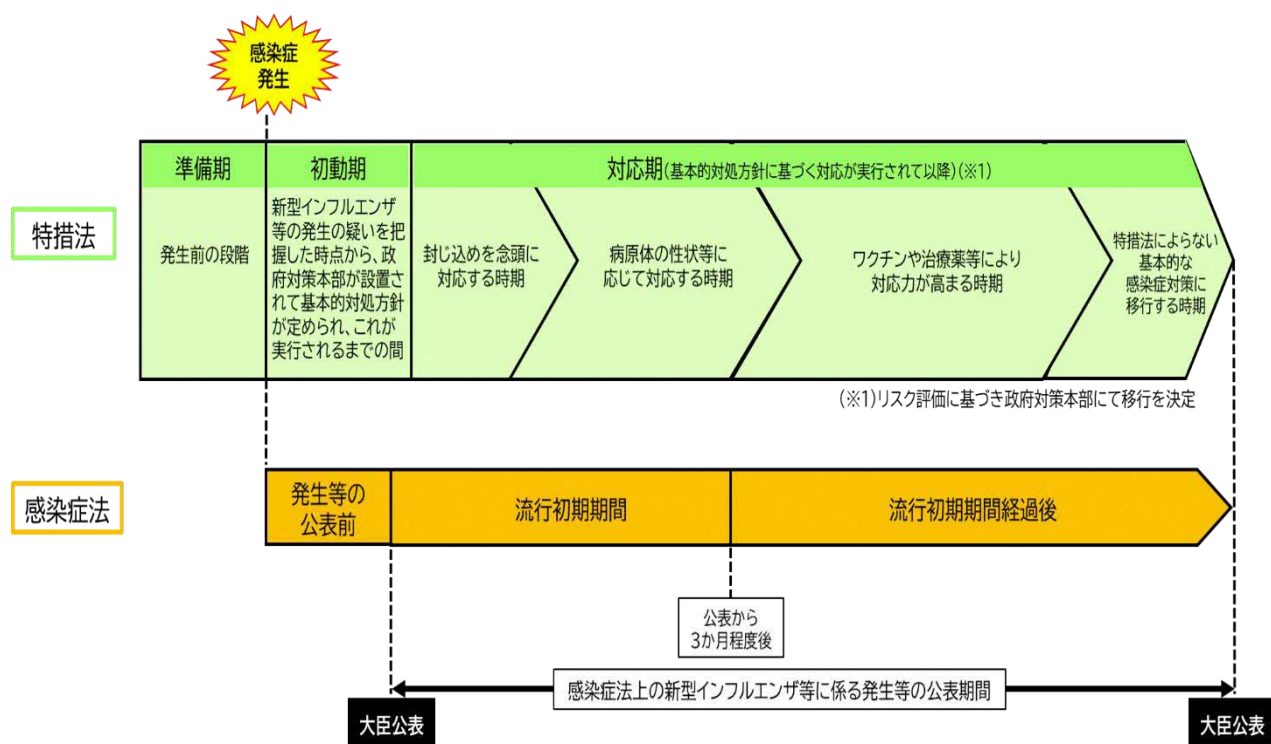 感染症
発生
準備期
初動期
対応期(基本的対処方針に基づく対応が実行されて以降)(※1)
特措法
発生前の段階
新型インフルエンザ
等の発生の疑いを把
握した時点から、政
府対策本部が設置さ
れて基本的対処方針
が定められ、これが
実行されるまでの間
封じ込めを念頭に
対応する時期
病原体の性状等に
応じて対応する時期
ワクチンや治療薬等により
対応力が高まる時期
特措法によらない
基本的な
感染症対策に
移行する時期
(※1)リスク評価に基づき政府対策本部にて移行を決定
感染症法
発生等の
公表前
流行初期期間
流行初期期間経過後
公表から
3か月程度後
感染症法上の新型インフルエンザ等に係る発生等の公表期間
大臣公表
大臣公表